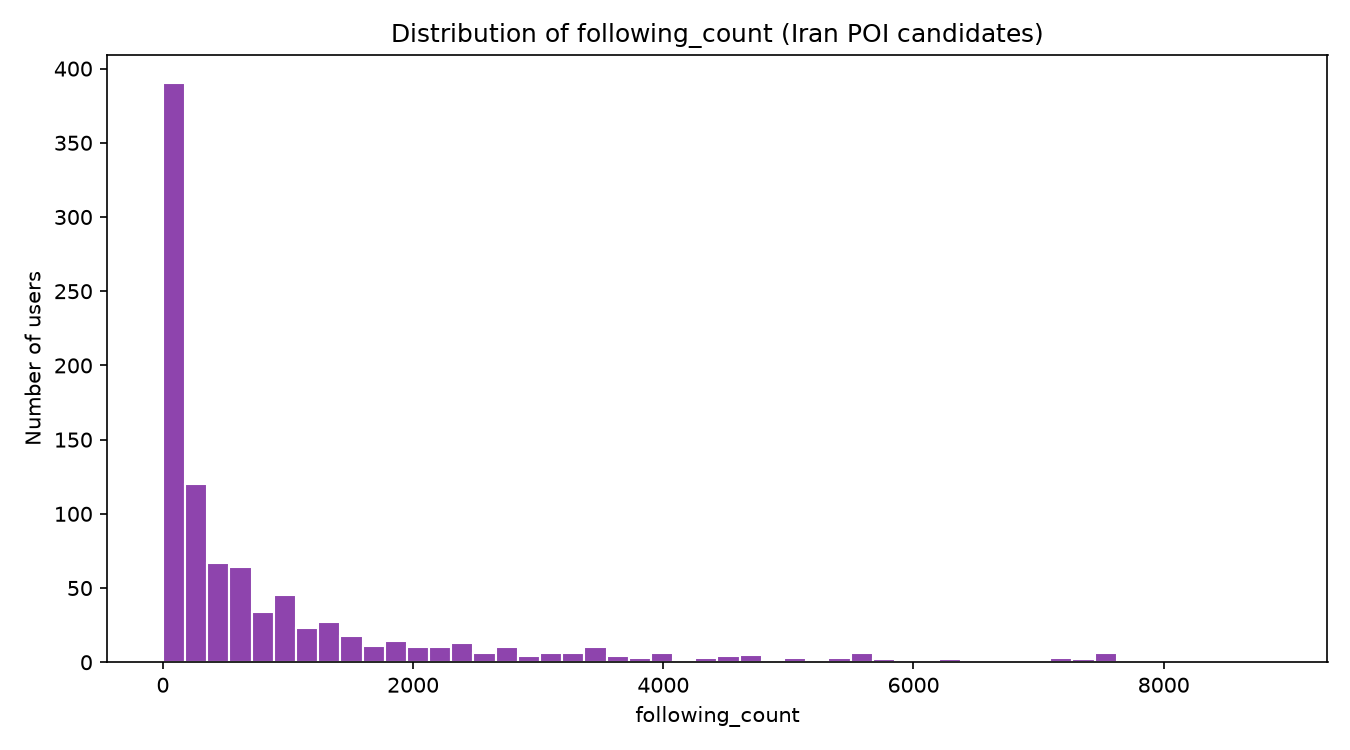 Distribution of following_count (Iran POI candidates)
400
350
300
250
200
150
100
50
0
Number of users
0 2000 4000 6000 8000
following_count